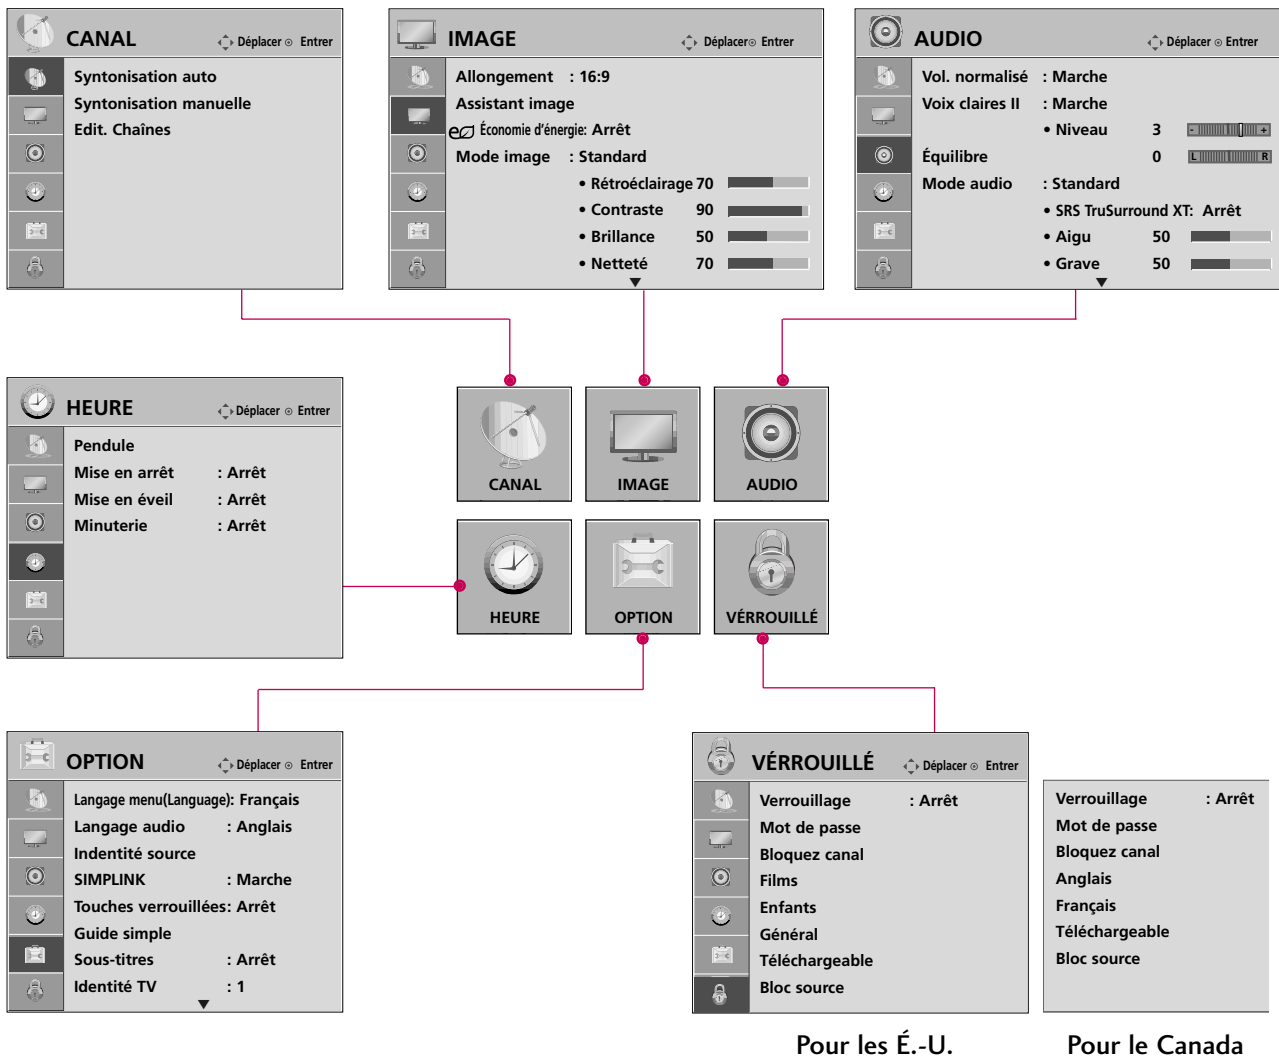 CANAL
Déplacer Entrer
Syntonisation auto
Syntonisation manuelle
Edit. Chaînes
IMAGE
Déplacer Entrer
Allongement : 16:9
Assistant image
Économie d'énergie: Arrêt
Mode image : Standard
• Rétroéclairage 70
• Contraste 90
• Brillance 50
• Netteté 70
AUDIO
Déplacer Entrer
Vol. normalisé : Marche
Voix claires II : Marche
• Niveau 3 - +
Équilibre 0 L R
Mode audio : Standard
• SRS TruSurround XT: Arrêt
• Aigu 50
• Grave 50
HEURE
Déplacer Entrer
Pendule
Mise en arrêt : Arrêt
Mise en éveil : Arrêt
Minuterie : Arrêt
CANAL
IMAGE
AUDIO
HEURE
OPTION
VÉRROUILLÉ
OPTION
Déplacer Entrer
Langage menu(Language): Français
Langage audio : Anglais
Indentité source
SIMPLINK : Marche
Touches verrouillées: Arrêt
Guide simple
Sous-titres : Arrêt
Identité TV : 1
VÉRROUILLÉ
Déplacer Entrer
Verrouillage : Arrêt
Mot de passe
Bloquez canal
Films
Enfants
Général
Téléchargeable
Bloc source
Pour les É.-U.
Verrouillage : Arrêt
Mot de passe
Bloquez canal
Anglais
Français
Téléchargeable
Bloc source
Pour le Canada